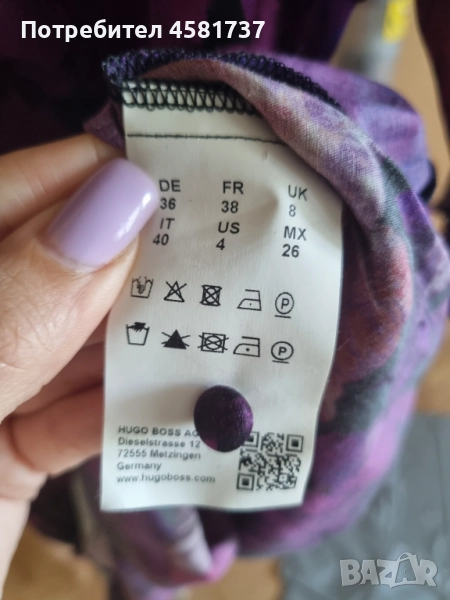 Потребител 4581737
DE FR UK
36 38 8
IT US MX
40 4 26
P
P
HUGO BOSS AG
Dieselstrasse 12
72555 Metzingen
Germany
www.hugoboss.com
BAZAR